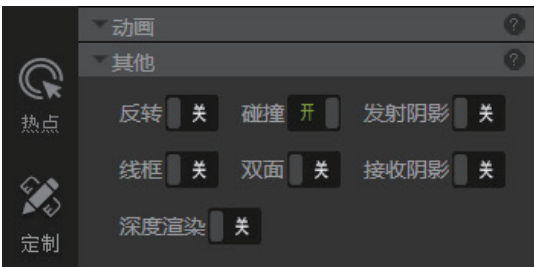 动画 ?
其他 ?
热点
反转 关 碰撞 开 发射阴影 关
线框 关 双面 关 接收阴影 关
定制
深度渲染 关